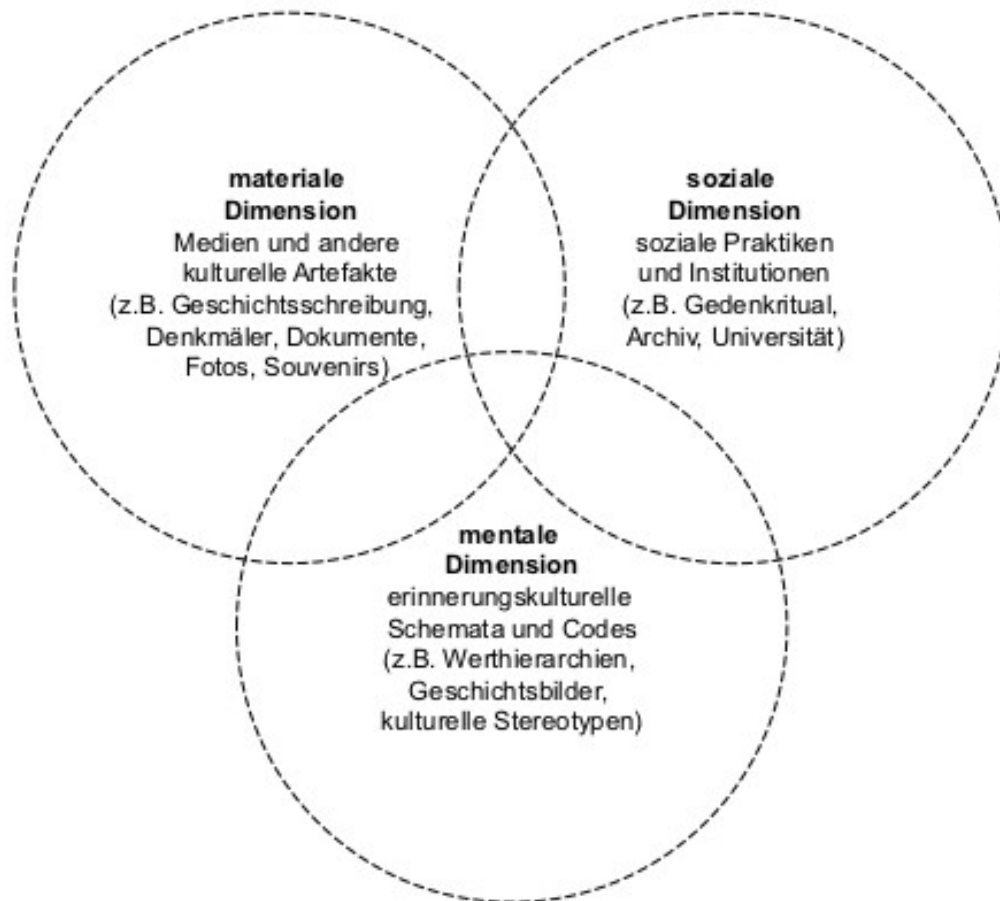 materiale
Dimension
Medien und andere
kulturelle Artefakte
(z.B. Geschichtsschreibung,
Denkmäler, Dokumente,
Fotos, Souvenirs)
soziale
Dimension
soziale Praktiken
und Institutionen
(z.B. Gedenkritual,
Archiv, Universität)
mentale
Dimension
erinnerungskulturelle
Schemata und Codes
(z.B. Werthierarchien,
Geschichtsbilder,
kulturelle Stereotypen)